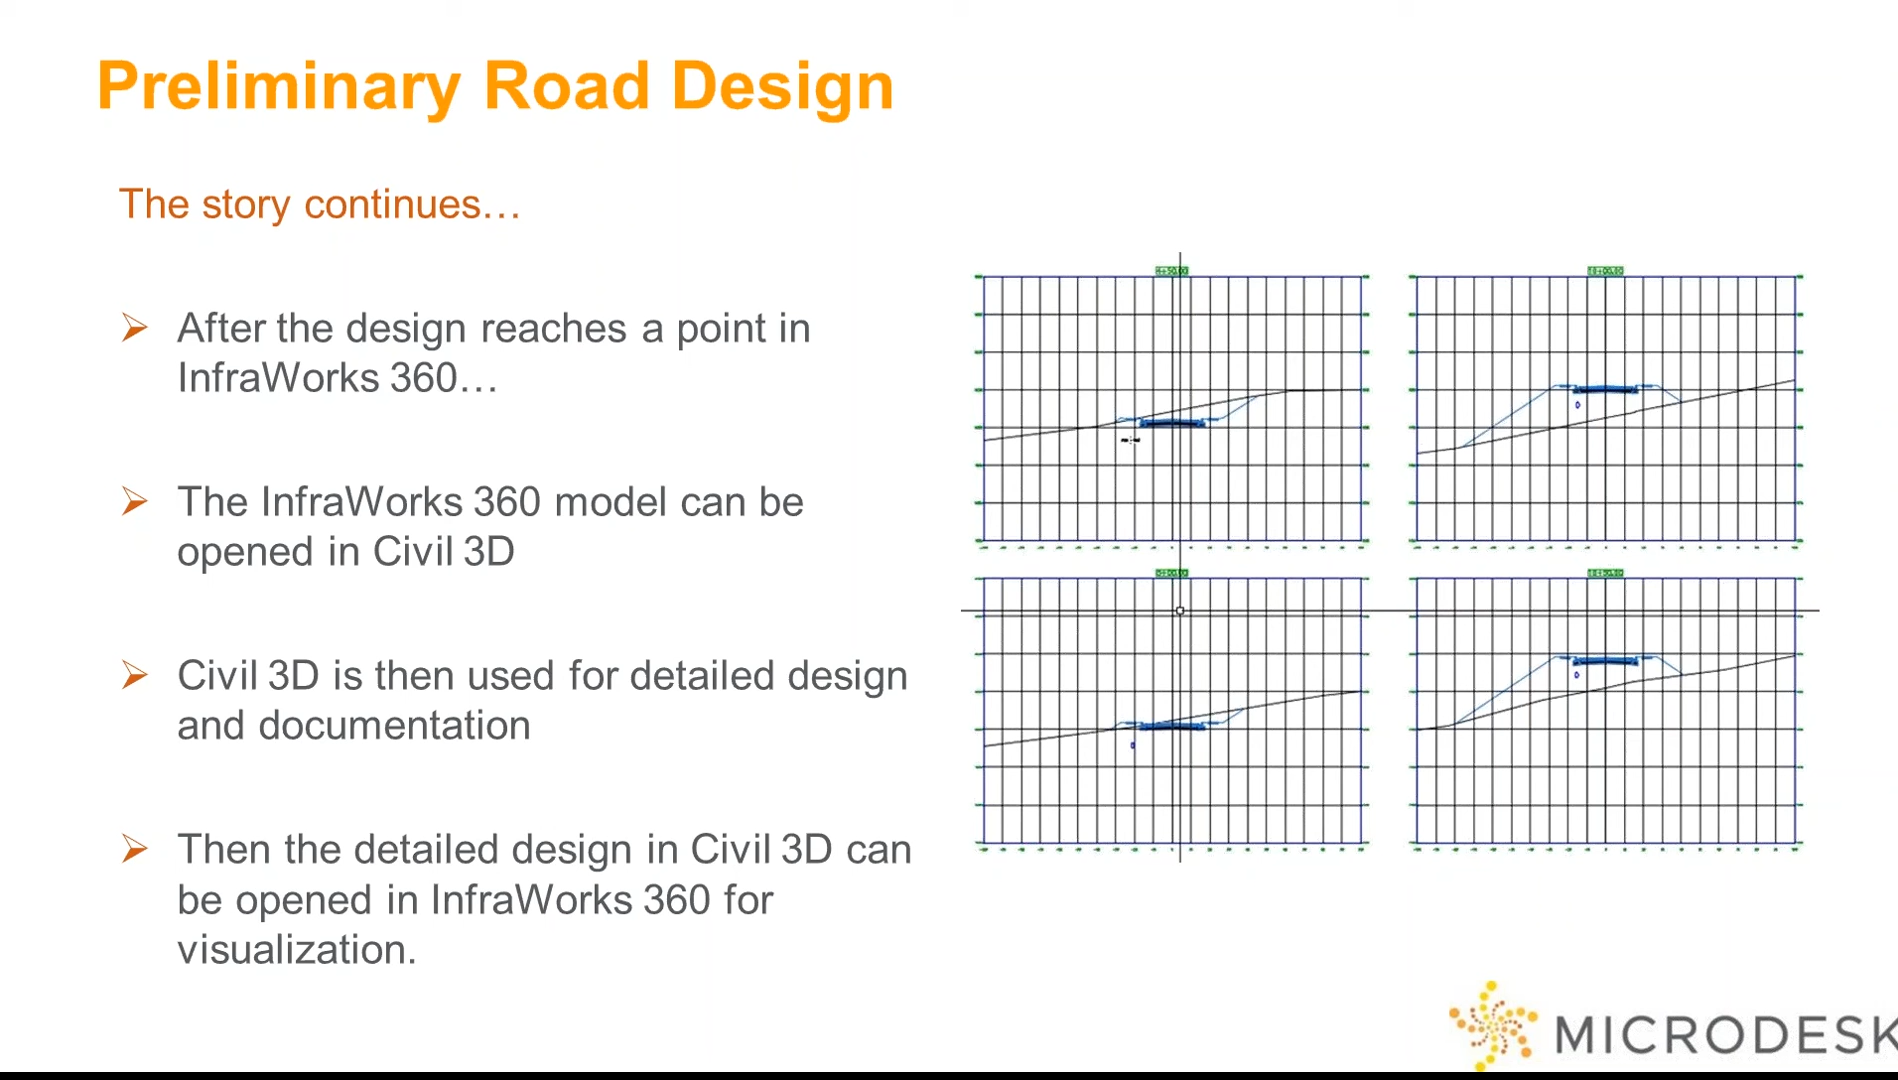 Preliminary Road Design
The story continues…
After the design reaches a point in
InfraWorks 360…
The InfraWorks 360 model can be
opened in Civil 3D
Civil 3D is then used for detailed design
and documentation
Then the detailed design in Civil 3D can
be opened in InfraWorks 360 for
visualization.
MICRODESK